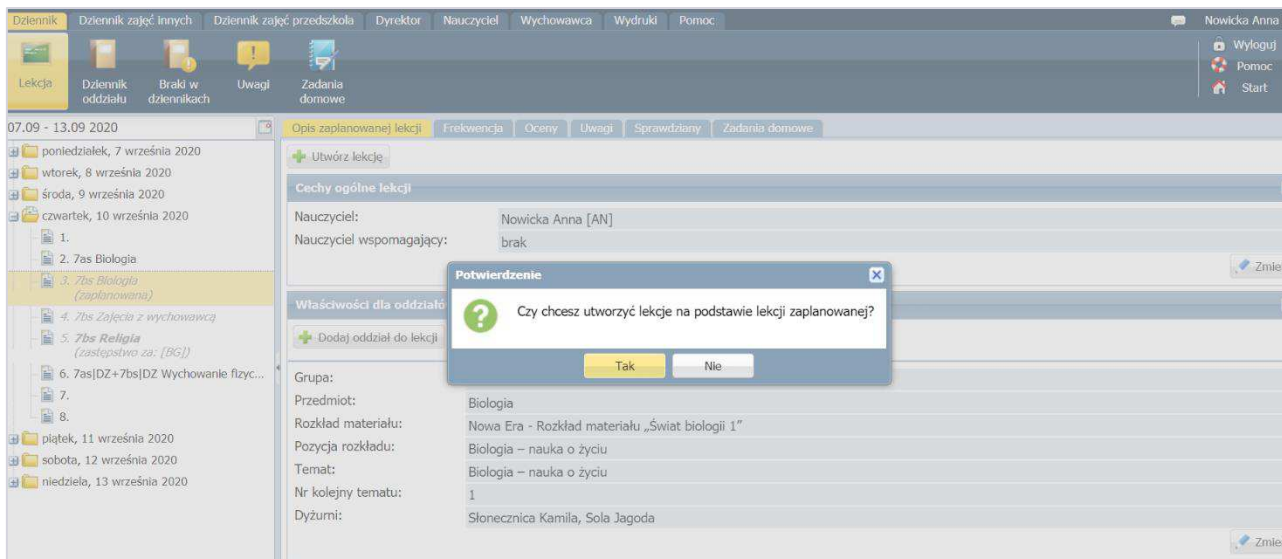 Dziennik Dziennik zajęć innych Dziennik zajęć przedszkola Dyrektor Nauczyciel Wychowawca Wydruki Pomoc Nowicka Anna
Lekcja Dziennik oddziału Braki w dziennikach Uwagi Zadania domowe
Wyloguj
Pomoc
Start
07.09 - 13.09 2020
poniedziałek, 7 września 2020
wtorek, 8 września 2020
środa, 9 września 2020
czwartek, 10 września 2020
1.
2. 7as Biologia
3. 7bs Biologia
(zaplanowana)
4. 7bs Zajęcia z wychowawcą
5. 7bs Religia
(zastępstwo za: [BG])
6. 7as|DZ+7bs|DZ Wychowanie fizyc...
7.
8.
piątek, 11 września 2020
sobota, 12 września 2020
niedziela, 13 września 2020
Opis zaplanowanej lekcji Frekwencja Oceny Uwagi Sprawdziany Zadania domowe
Utwórz lekcję
Cechy ogólne lekcji
Nauczyciel: Nowicka Anna [AN]
Nauczyciel wspomagający: brak
Zmie
Potwierdzenie
Czy chcesz utworzyć lekcje na podstawie lekcji zaplanowanej?
Tak Nie
Właściwości dla oddziałó
Dodaj oddział do lekcji
Grupa:
Przedmiot: Biologia
Rozkład materiału: Nowa Era - Rozkład materiału „Świat biologii 1”
Pozycja rozkładu: Biologia – nauka o życiu
Temat: Biologia – nauka o życiu
Nr kolejny tematu: 1
Dyżurni: Słonecznica Kamila, Sola Jagoda
Zmie